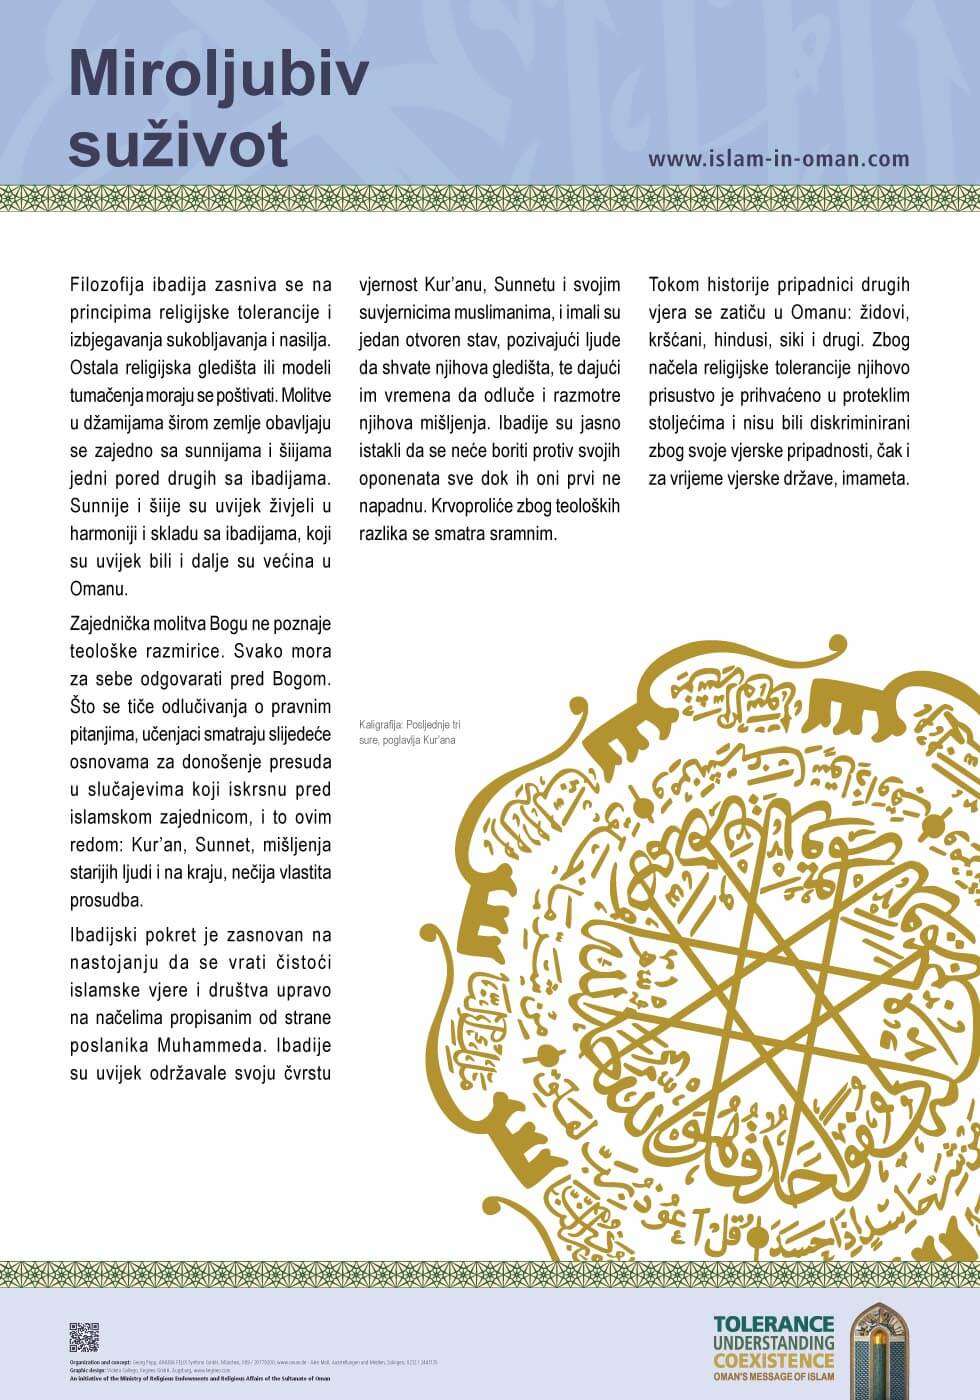 Miroljubiv
suživot
www.islam-in-oman.com
Filozofija ibadija zasniva se na
principima religijske tolerancije i
izbjegavanja sukobljavanja i nasilja.
Ostala religijska gledišta ili modeli
tumačenja moraju se poštivati. Molitve
u džamijama širom zemlje obavljaju
se zajedno sa sunnijama i šiijama
jedni pored drugih sa ibadijama.
Sunnije i šiije su uvijek živjeli u
harmoniji i skladu sa ibadijama, koji
su uvijek bili i dalje su većina u
Omanu.
Zajednička molitva Bogu ne poznaje
teološke razmirice. Svako mora
za sebe odgovarati pred Bogom.
Što se tiče odlučivanja o pravnim
pitanjima, učenjaci smatraju slijedeće
osnovama za donošenje presuda
u slučajevima koji iskrsnu pred
islamskom zajednicom, i to ovim
redom: Kur’an, Sunnet, mišljenja
starijih ljudi i na kraju, nečija vlastita
prosudba.
Ibadijski pokret je zasnovan na
nastojanju da se vrati čistoći
islamske vjere i društva upravo
na načelima propisanim od strane
poslanika Muhammeda. Ibadije
su uvijek održavale svoju čvrstu
vjernost Kur’anu, Sunnetu i svojim
suvjernicima muslimanima, i imali su
jedan otvoren stav, pozivajući ljude
da shvate njihova gledišta, te dajući
im vremena da odluče i razmotre
njihova mišljenja. Ibadije su jasno
istakli da se neće boriti protiv svojih
oponenata sve dok ih oni prvi ne
napadnu. Krvoproliće zbog teoloških
razlika se smatra sramnim.
Tokom historije pripadnici drugih
vjera se zatiču u Omanu: židovi,
kršćani, hindusi, siki i drugi. Zbog
načela religijske tolerancije njihovo
prisustvo je prihvaćeno u proteklim
stoljećima i nisu bili diskriminirani
zbog svoje vjerske pripadnosti, čak i
za vrijeme vjerske države, imameta.
Kaligrafija: Posljednje tri
sure, poglavlja Kur’ana
Organization and concept: Georg Popp, ARABIA FELIX Synform GmbH, München,
Graphic design:
An initiative of the Ministry of Religious Endowments and Religious Affairs of the Sultanate of Oman
TOLERANCE
UNDERSTANDING
COEXISTENCE
OMAN'S MESSAGE OF ISLAM